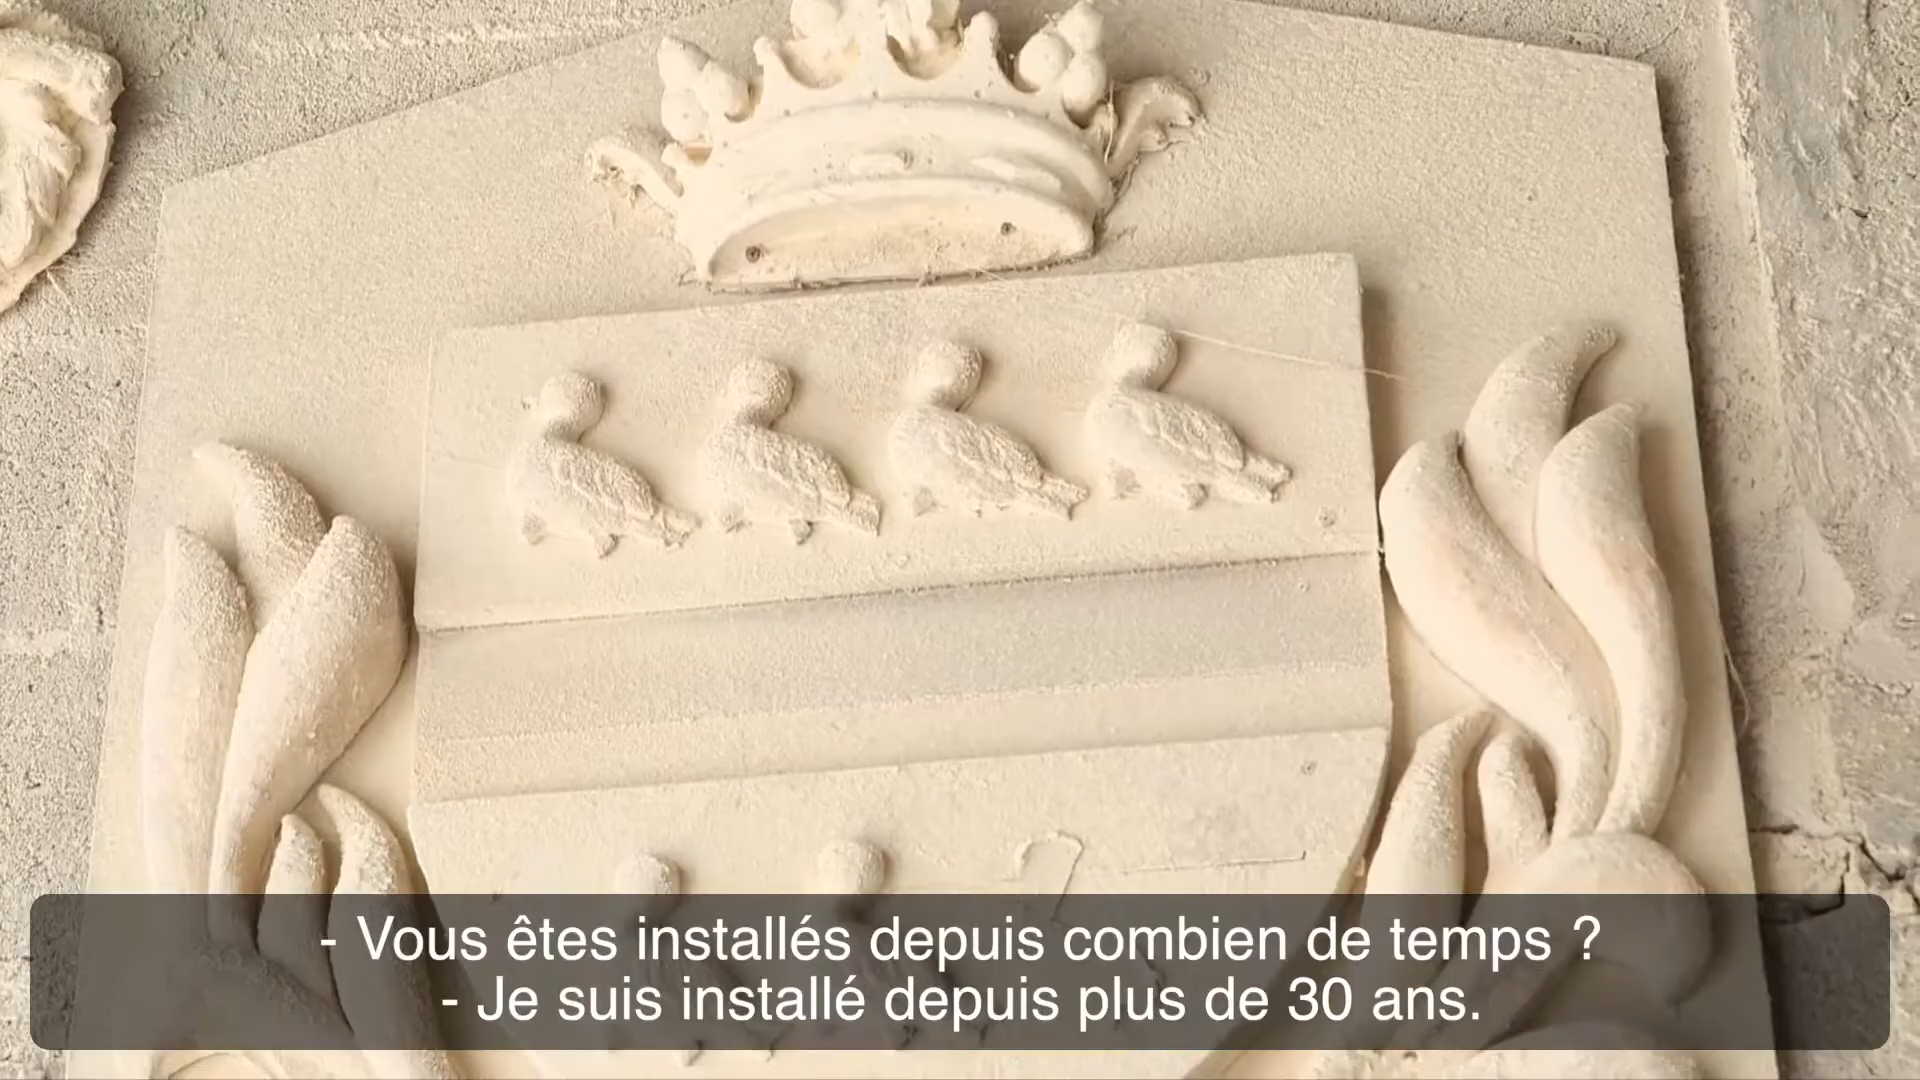 - Vous êtes installés depuis combien de temps ?
- Je suis installé depuis plus de 30 ans.